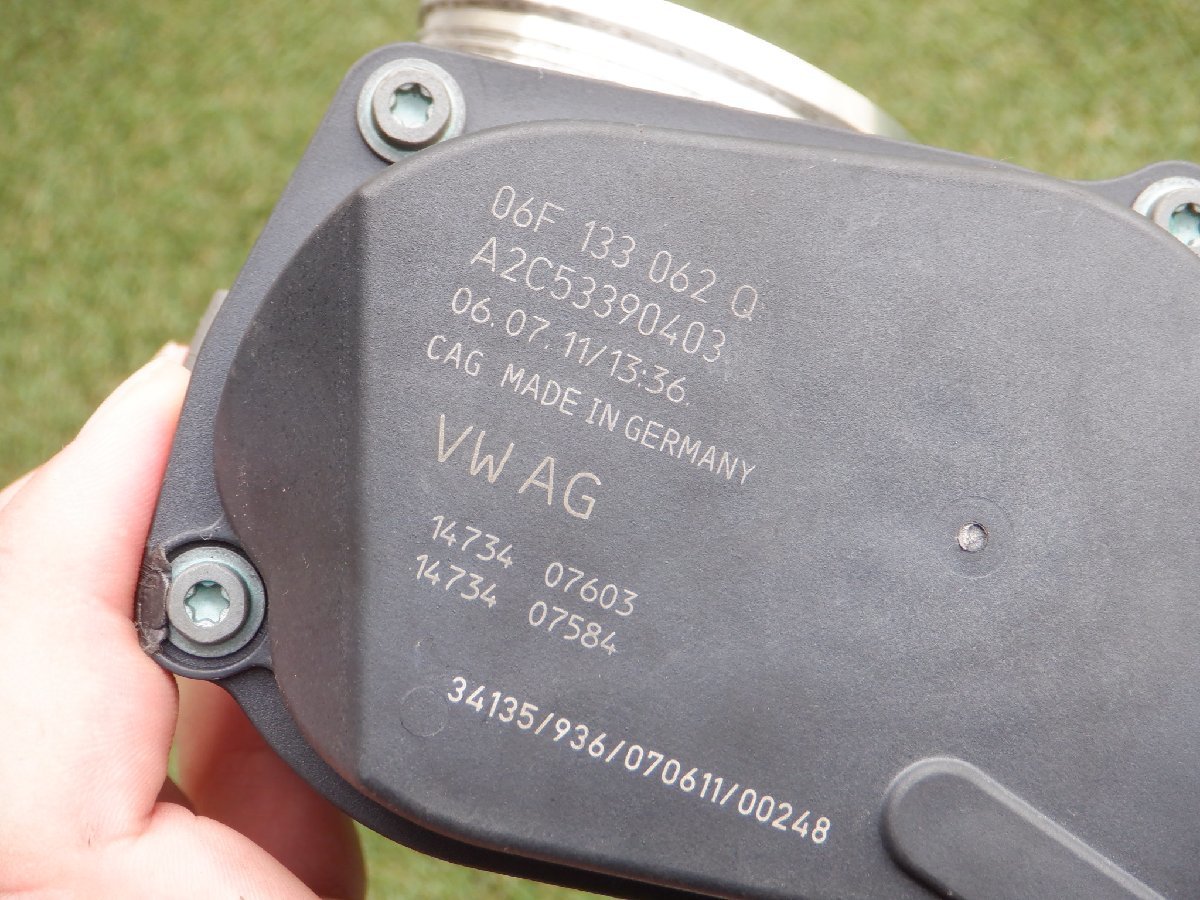 06F 133 062 Q
A2C53390403
06.07.11/13:36.
CAG MADE IN GERMANY
VW AG
14734 07603
14734 07584
34135/936/070611/00248